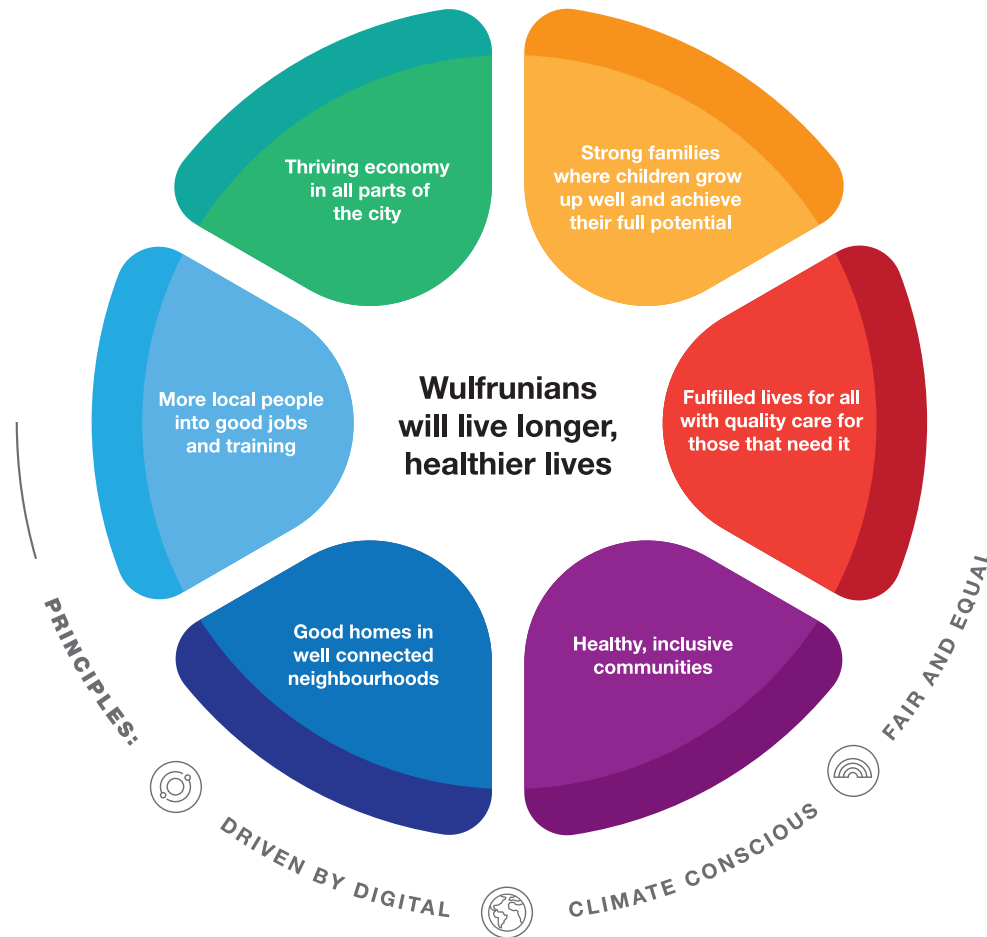 Thriving economy
in all parts of
the city
Strong families
where children grow
up well and achieve
their full potential
More local people
into good jobs
and training
Wulfrunians
will live longer,
healthier lives
Fulfilled lives for all
with quality care for
those that need it
Good homes in
well connected
neighbourhoods
Healthy, inclusive
communities
PRINCIPLES:
DRIVEN BY DIGITAL
CLIMATE CONSCIOUS
FAIR AND EQUAL